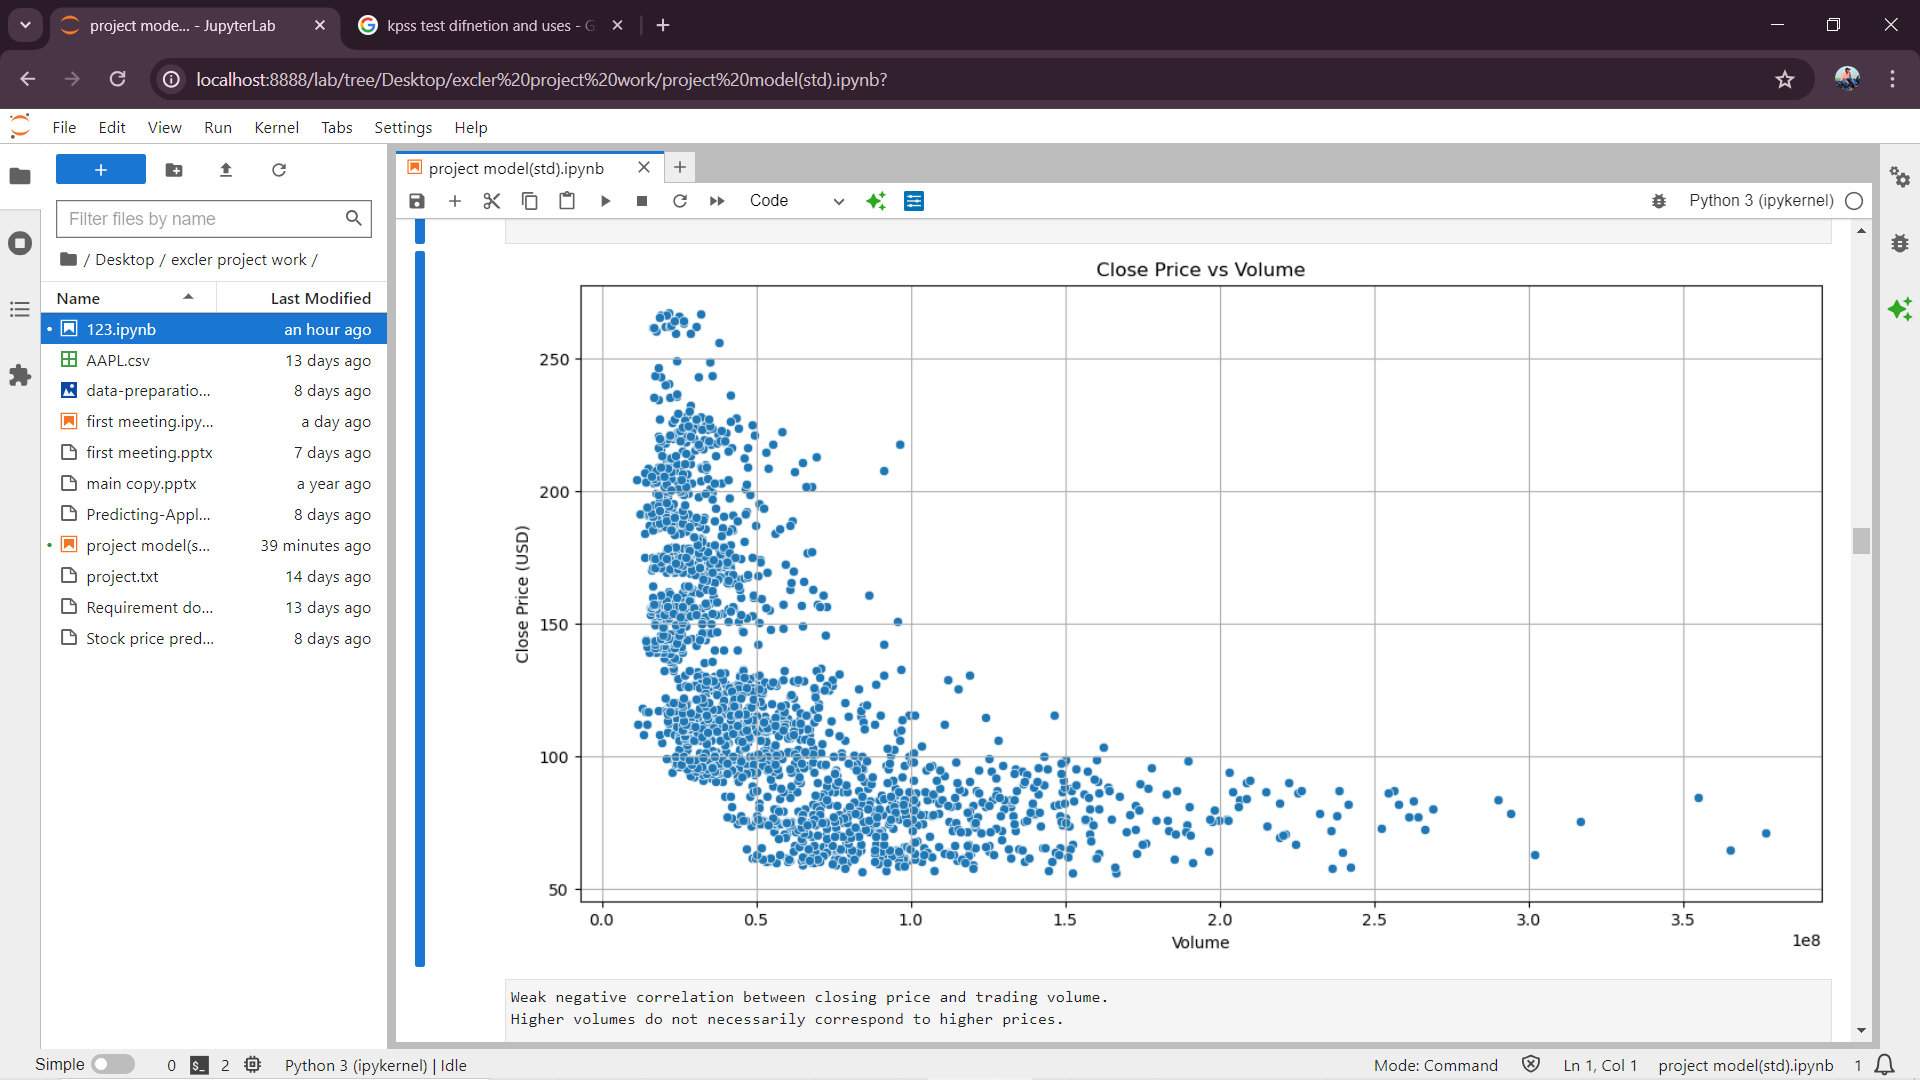 project mode... - JupyterLab
kpss test difnetion and uses - G
localhost:8888/lab/tree/Desktop/excler%20project%20work/project%20model(std).ipynb?
File Edit View Run Kernel Tabs Settings Help
project model(std).ipynb
Code
Python 3 (ipykernel)
Filter files by name
/ Desktop / excler project work /
Name Last Modified
123.ipynb an hour ago
AAPL.csv 13 days ago
data-preparatio... 8 days ago
first meeting.ipy... a day ago
first meeting.pptx 7 days ago
main copy.pptx a year ago
Predicting-Appl... 8 days ago
project model(s... 39 minutes ago
project.txt 14 days ago
Requirement do... 13 days ago
Stock price pred... 8 days ago
Close Price vs Volume
250
200
150
100
50
Close Price (USD)
0.0 0.5 1.0 1.5 2.0 2.5 3.0 3.5
Volume
1e8
Weak negative correlation between closing price and trading volume.
Higher volumes do not necessarily correspond to higher prices.
Simple 0 $_ 2 Python 3 (ipykernel) | Idle
Mode: Command Ln 1, Col 1 project model(std).ipynb 1